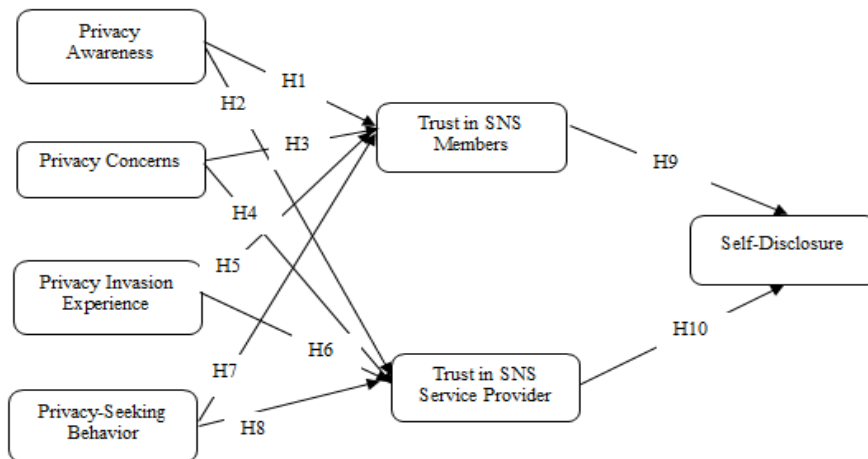 Privacy
Awareness
H1
H2
Trust in SNS
Members
Privacy Concerns
H3
H9
H4
Self-Disclosure
H5
Privacy Invasion
Experience
H6
H10
H7
Trust in SNS
Service Provider
Privacy-Seeking
Behavior
H8